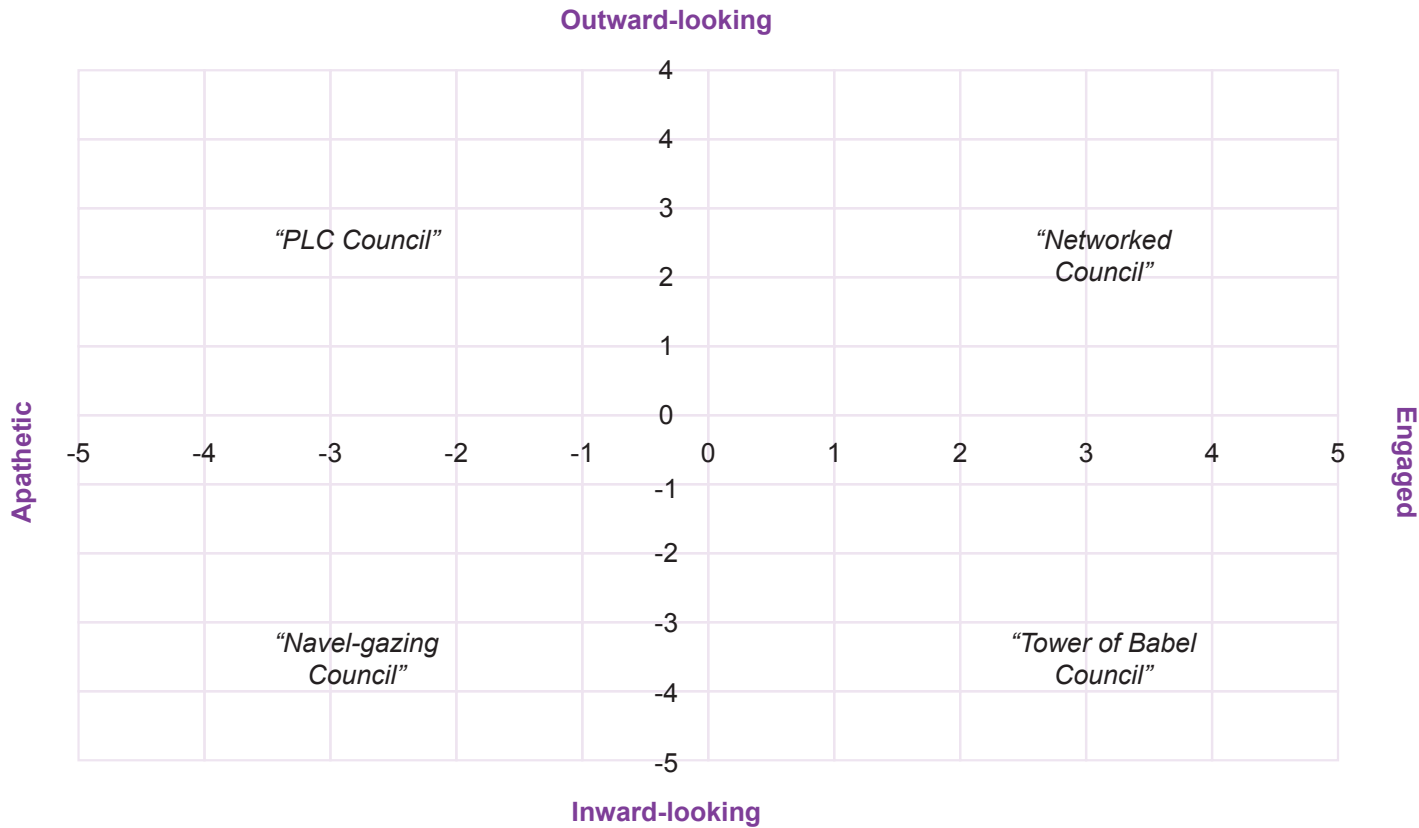 Outward-looking
4
4
3
“PLC Council”
“Networked
Council”
2
1
0
Apathetic
-5 -4 -3 -2 -1 0 1 2 3 4 5
Engaged
-1
-2
-3
“Navel-gazing
Council”
“Tower of Babel
Council”
-4
-5
Inward-looking